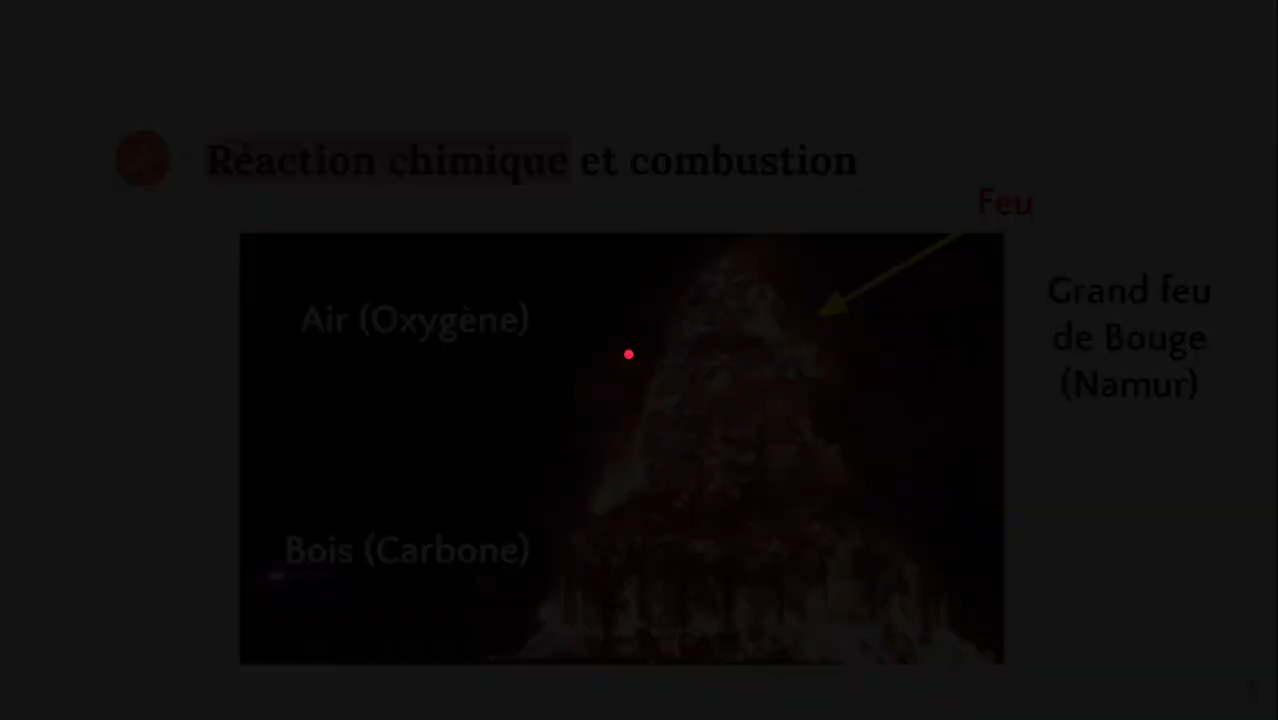 Réaction chimique et combustion
Feu
Air (Oxygène)
Grand feu
de Bouge
(Namur)
Bois (Carbone)